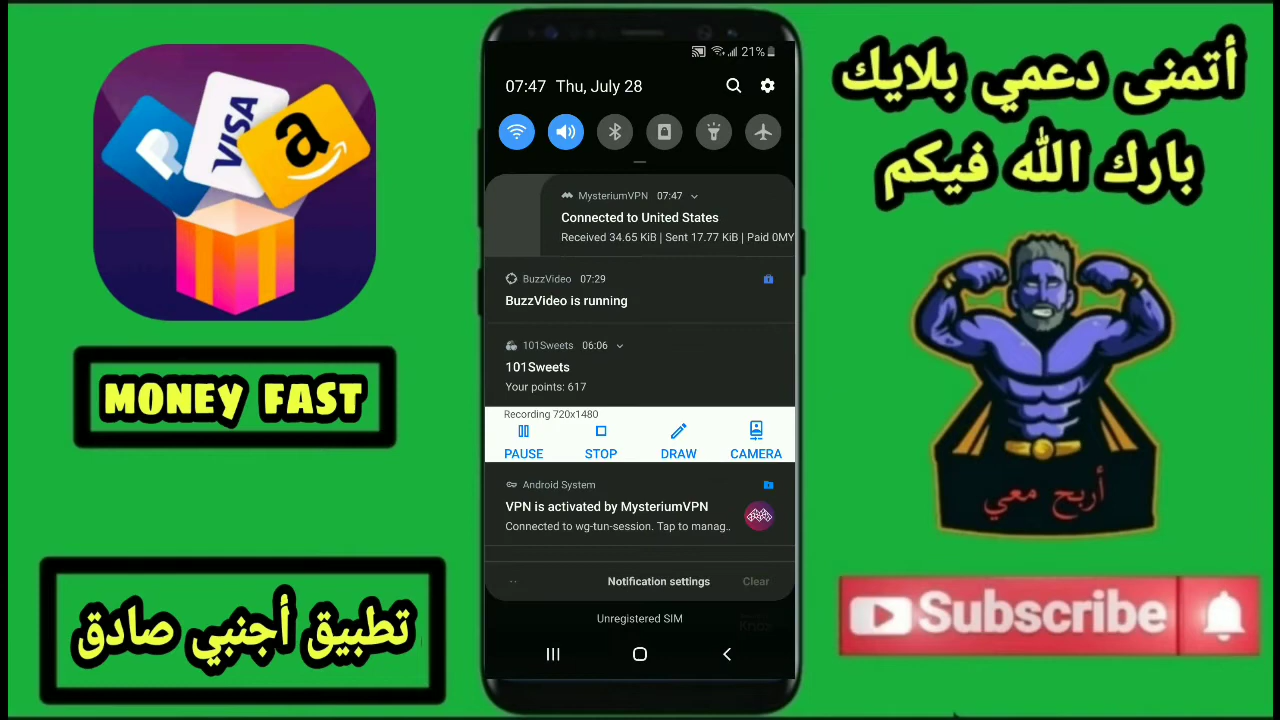 VISA
a
MONEY FAST
تطبيق أجنبي صادق
21%
07:47 Thu, July 28
MysteriumVPN 07:47
Connected to United States
Received 34.65 KiB | Sent 17.77 KiB | Paid 0MY
BuzzVideo 07:29
BuzzVideo is running
101Sweets 06:06
101Sweets
Your points: 617
Recording 720x1480
PAUSE STOP DRAW CAMERA
Android System
VPN is activated by MysteriumVPN
Connected to wg-tun-session. Tap to manag..
Notification settings Clear
Unregistered SIM
أتمنى دعمي بلايك
بارك الله فيكم
أربح معي
Subscribe